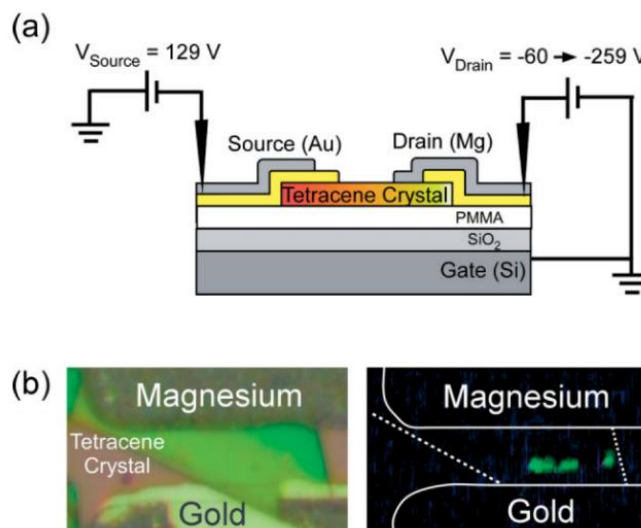 (a)
V_Source = 129 V
V_Drain = -60 → -259 V
Source (Au)
Drain (Mg)
Tetracene Crystal
PMMA
SiO₂
Gate (Si)
(b)
Magnesium
Tetracene
Crystal
Gold
Magnesium
Gold